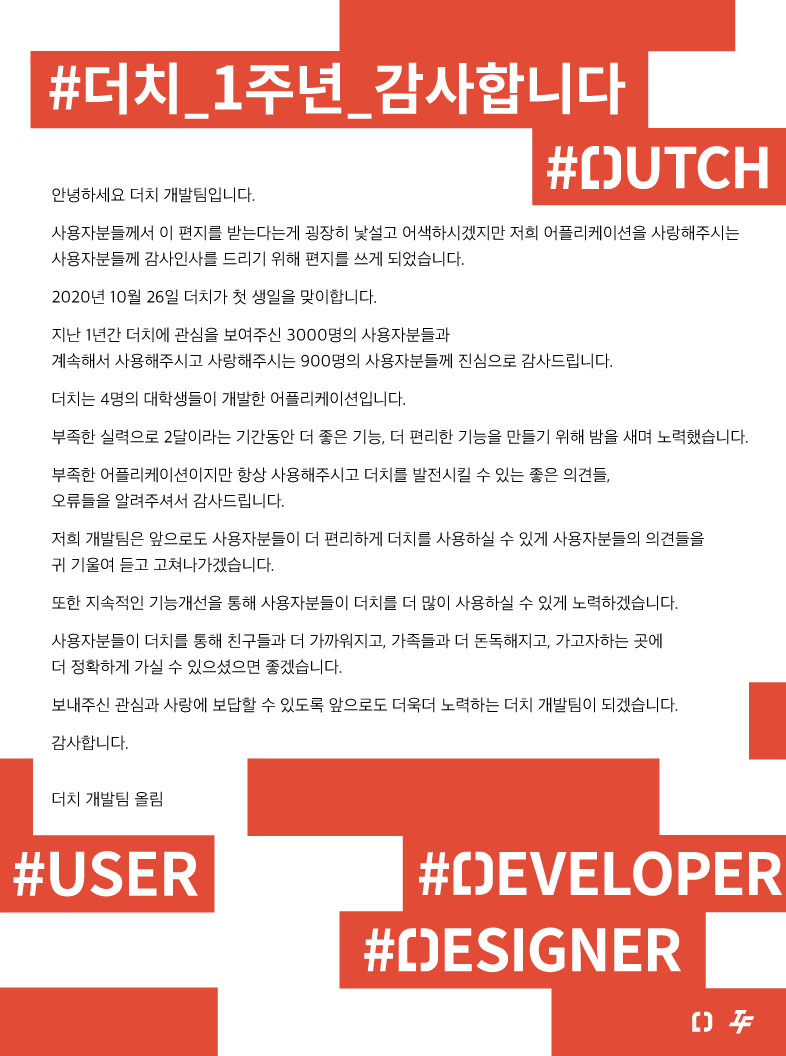 #더치_1주년_감사합니다
#DUTCH
안녕하세요 더치 개발팀입니다.
사용자분들께서 이 편지를 받는다는게 굉장히 낯설고 어색하시겠지만 저희 어플리케이션을 사랑해주시는
사용자분들께 감사인사를 드리기 위해 편지를 쓰게 되었습니다.
2020년 10월 26일 더치가 첫 생일을 맞이합니다.
지난 1년간 더치에 관심을 보여주신 3000명의 사용자분들과
계속해서 사용해주시고 사랑해주시는 900명의 사용자분들께 진심으로 감사드립니다.
더치는 4명의 대학생들이 개발한 어플리케이션입니다.
부족한 실력으로 2달이라는 기간동안 더 좋은 기능, 더 편리한 기능을 만들기 위해 밤을 새며 노력했습니다.
부족한 어플리케이션이지만 항상 사용해주시고 더치를 발전시킬 수 있는 좋은 의견들,
오류들을 알려주셔서 감사드립니다.
저희 개발팀은 앞으로도 사용자분들이 더 편리하게 더치를 사용하실 수 있게 사용자분들의 의견들을
귀 기울여 듣고 고쳐나가겠습니다.
또한 지속적인 기능개선을 통해 사용자분들이 더치를 더 많이 사용하실 수 있게 노력하겠습니다.
사용자분들이 더치를 통해 친구들과 더 가까워지고, 가족들과 더 돈독해지고, 가고자하는 곳에
더 정확하게 가실 수 있으셨으면 좋겠습니다.
보내주신 관심과 사랑에 보답할 수 있도록 앞으로도 더욱더 노력하는 더치 개발팀이 되겠습니다.
감사합니다.
더치 개발팀 올림
#USER
#DEVELOPER
#DESIGNER
IF